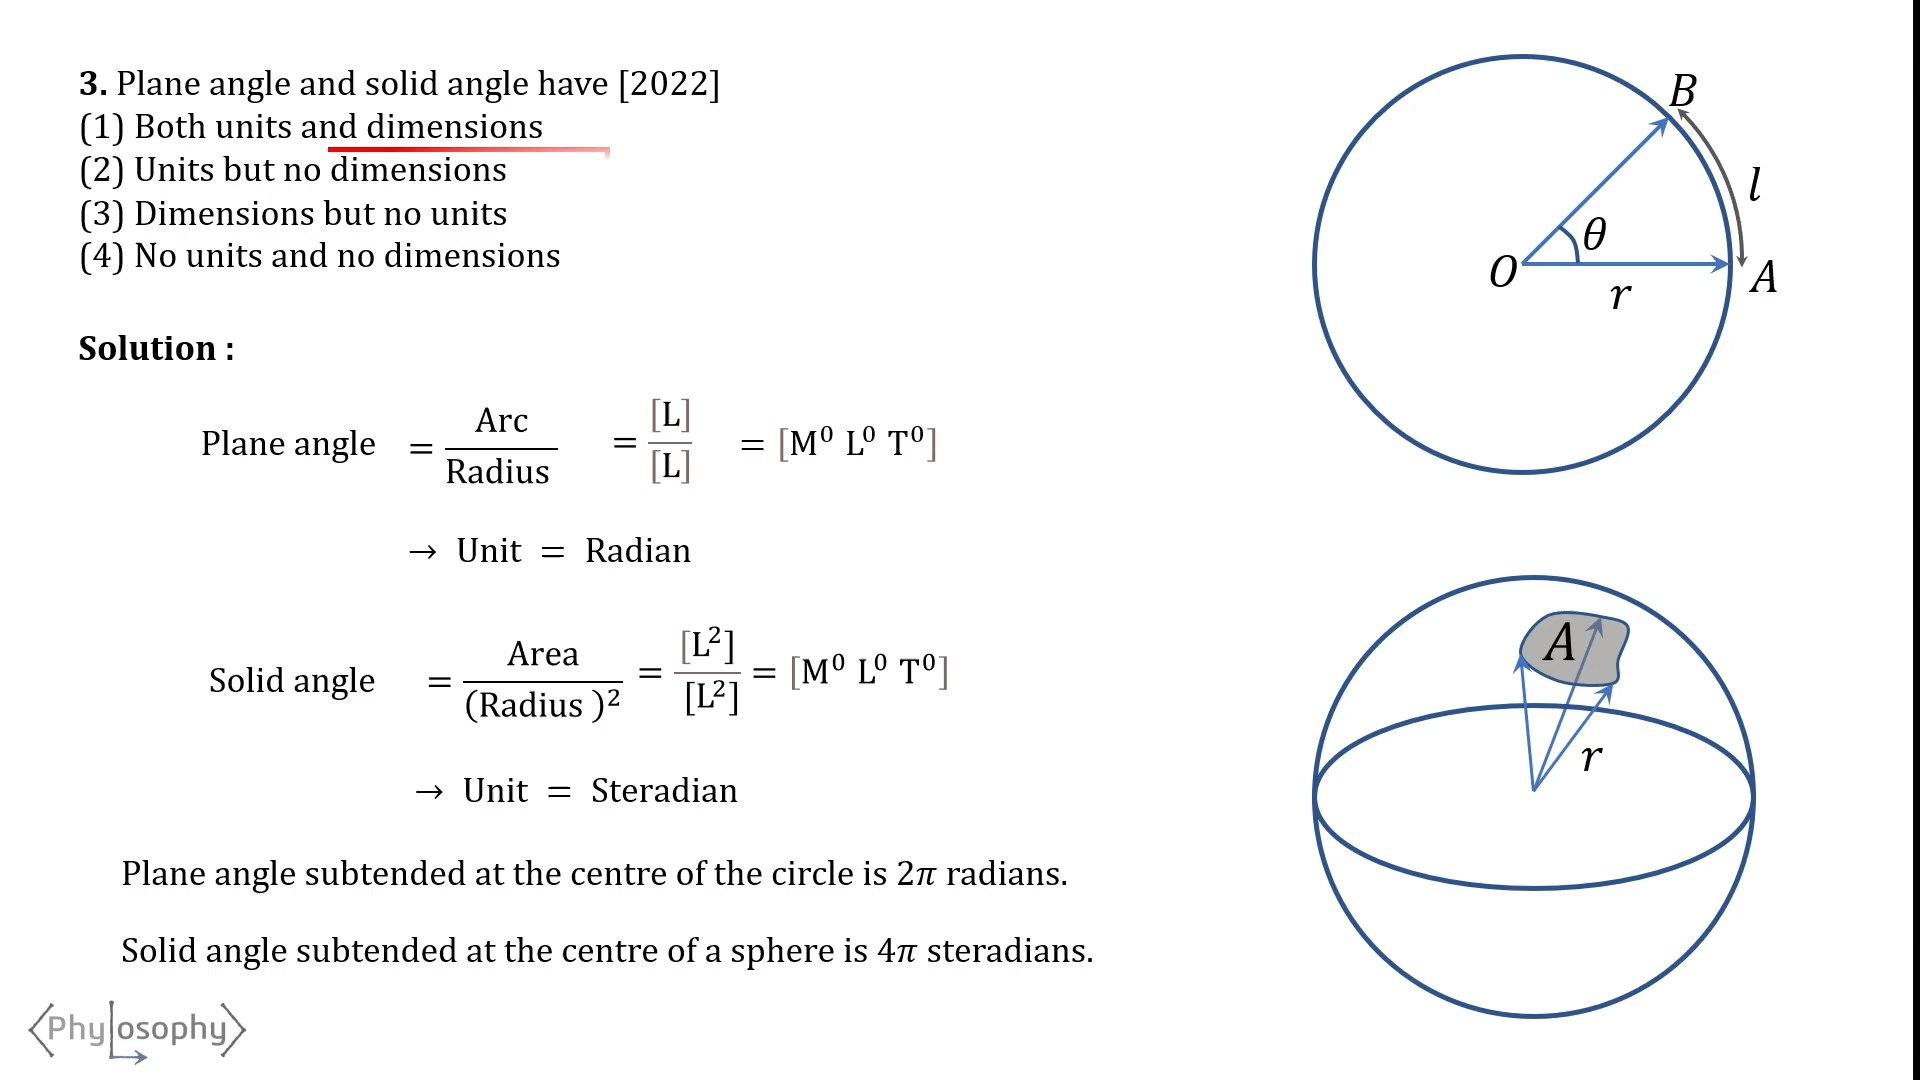 3. Plane angle and solid angle have [2022]
(1) Both units and dimensions
(2) Units but no dimensions
(3) Dimensions but no units
(4) No units and no dimensions
Solution :
Plane angle = Arc / Radius = [L] / [L] = [M⁰ L⁰ T⁰]
→ Unit = Radian
Solid angle = Area / (Radius )² = [L²] / [L²] = [M⁰ L⁰ T⁰]
→ Unit = Steradian
Plane angle subtended at the centre of the circle is 2π radians.
Solid angle subtended at the centre of a sphere is 4π steradians.
Phylosophy
B
l
θ
O
r
A
A
r